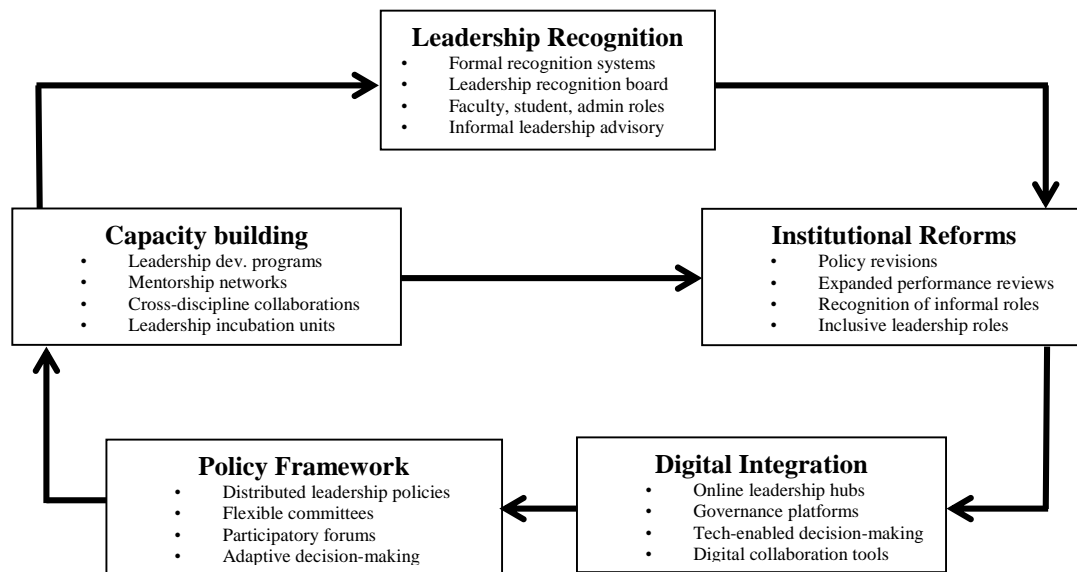 Leadership Recognition
• Formal recognition systems
• Leadership recognition board
• Faculty, student, admin roles
• Informal leadership advisory
Capacity building
• Leadership dev. programs
• Mentorship networks
• Cross-discipline collaborations
• Leadership incubation units
Institutional Reforms
• Policy revisions
• Expanded performance reviews
• Recognition of informal roles
• Inclusive leadership roles
Policy Framework
• Distributed leadership policies
• Flexible committees
• Participatory forums
• Adaptive decision-making
Digital Integration
• Online leadership hubs
• Governance platforms
• Tech-enabled decision-making
• Digital collaboration tools